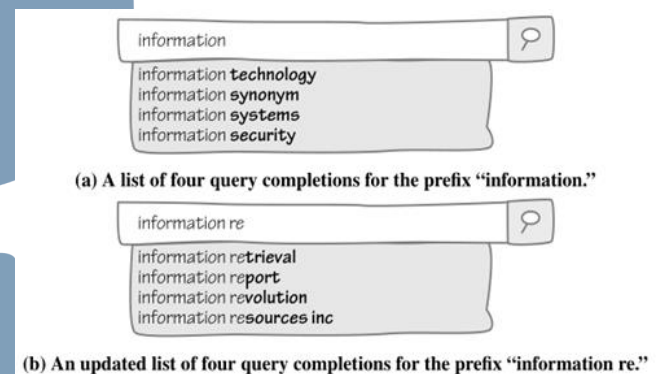 information
information technology
information synonym
information systems
information security
(a) A list of four query completions for the prefix “information.”
information re
information retrieval
information report
information revolution
information resources inc
(b) An updated list of four query completions for the prefix “information re.”